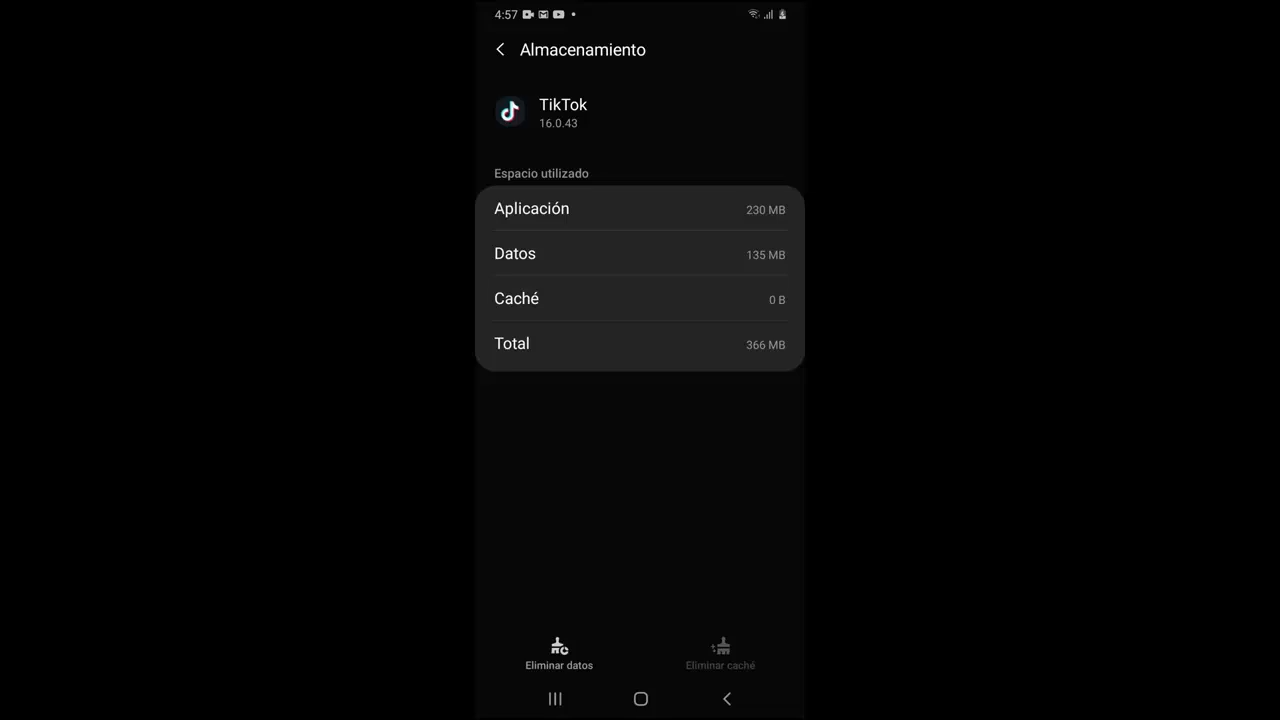 4:57
Almacenamiento
TikTok
16.0.43
Espacio utilizado
Aplicación 230 MB
Datos 135 MB
Caché 0 B
Total 366 MB
Eliminar datos Eliminar caché